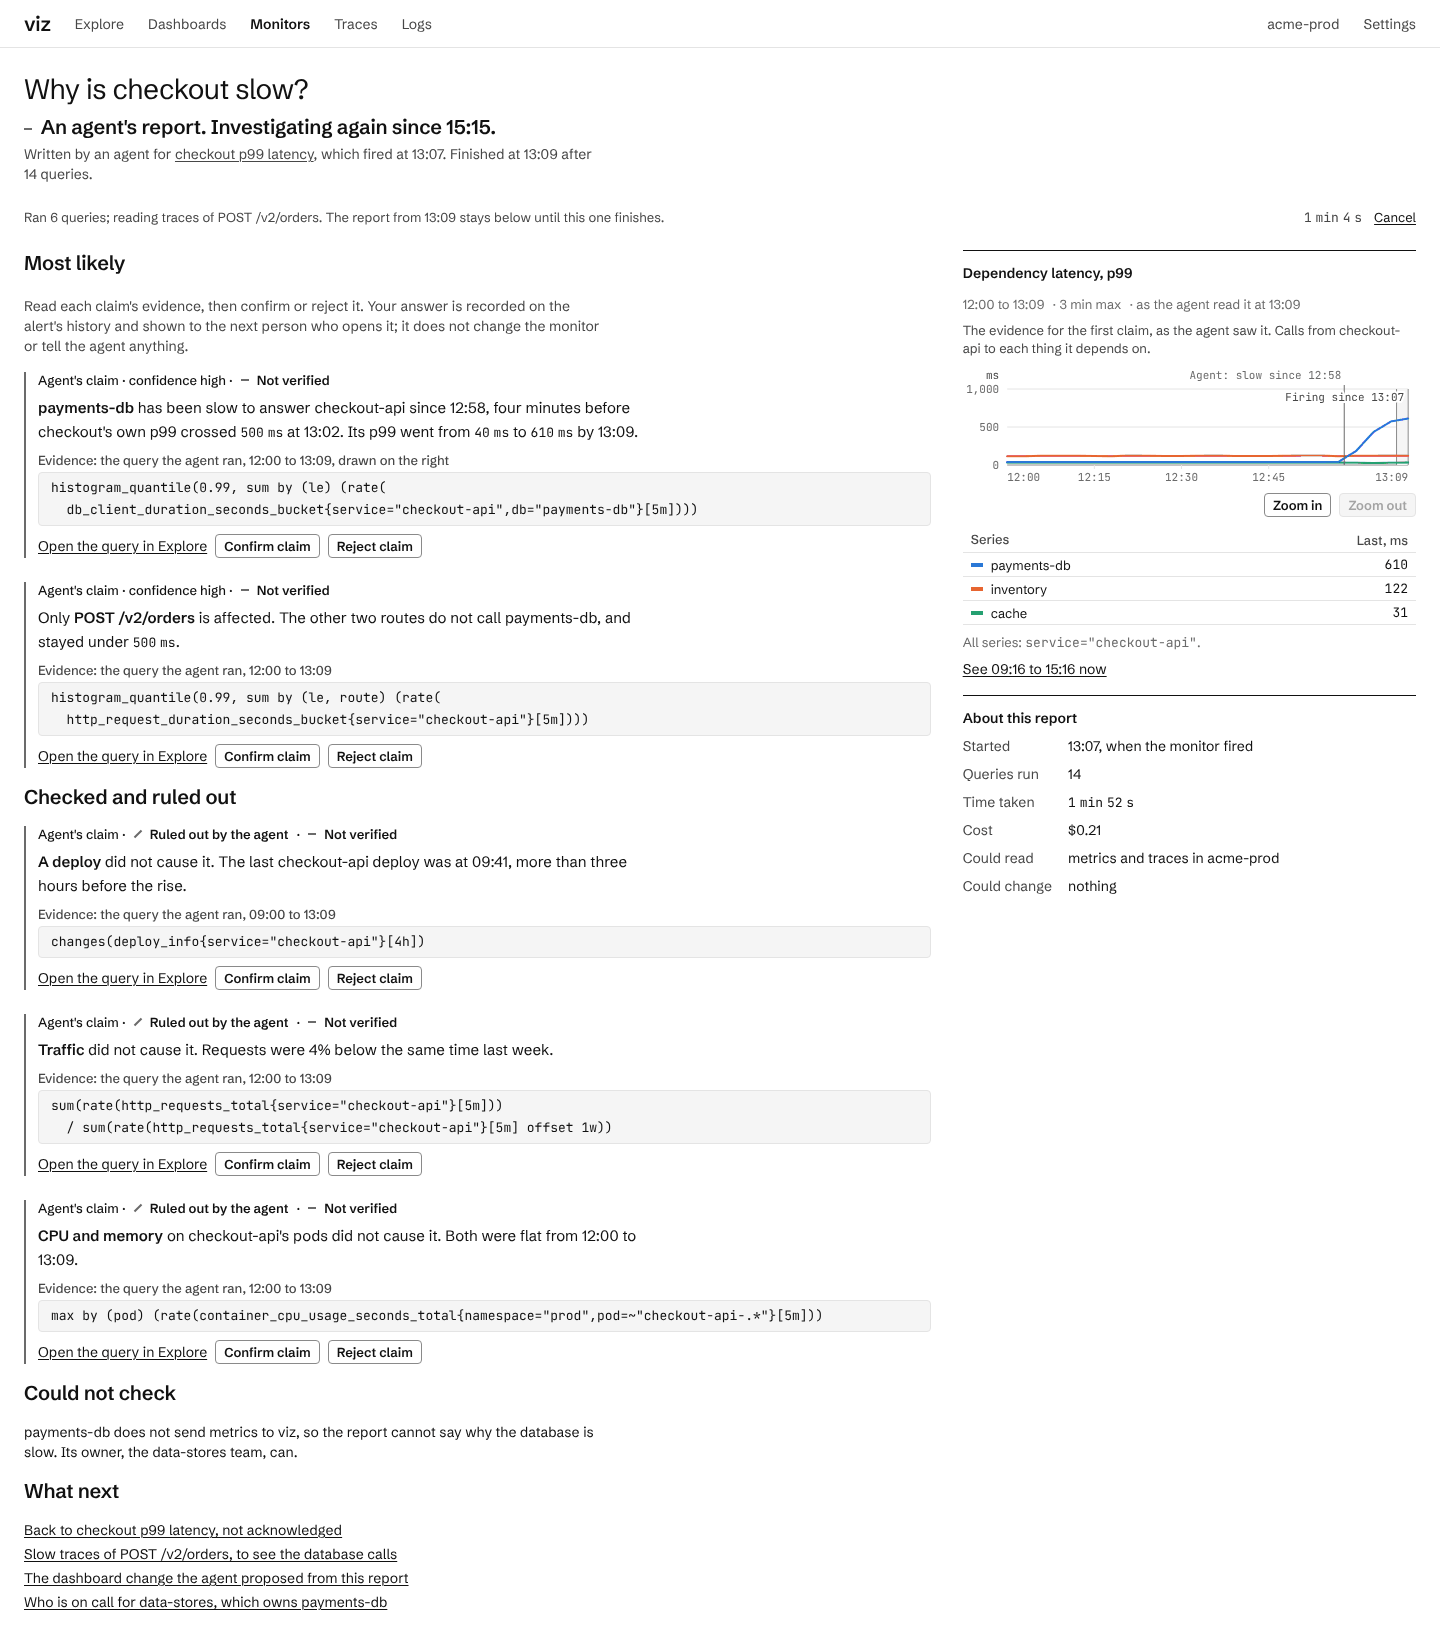 viz Explore Dashboards Monitors Traces Logs acme-prod Settings
Why is checkout slow?
– An agent's report. Investigating again since 15:15.
Written by an agent for checkout p99 latency, which fired at 13:07. Finished at 13:09 after
14 queries.
Ran 6 queries; reading traces of POST /v2/orders. The report from 13:09 stays below until this one finishes. 1 min 4 s Cancel
Most likely
Read each claim's evidence, then confirm or reject it. Your answer is recorded on the
alert's history and shown to the next person who opens it; it does not change the monitor
or tell the agent anything.
Agent's claim · confidence high · – Not verified
payments-db has been slow to answer checkout-api since 12:58, four minutes before
checkout's own p99 crossed 500 ms at 13:02. Its p99 went from 40 ms to 610 ms by 13:09.
Evidence: the query the agent ran, 12:00 to 13:09, drawn on the right
histogram_quantile(0.99, sum by (le) (rate(
db_client_duration_seconds_bucket{service="checkout-api",db="payments-db"}[5m])))
Open the query in Explore Confirm claim Reject claim
Agent's claim · confidence high · – Not verified
Only POST /v2/orders is affected. The other two routes do not call payments-db, and
stayed under 500 ms.
Evidence: the query the agent ran, 12:00 to 13:09
histogram_quantile(0.99, sum by (le, route) (rate(
http_request_duration_seconds_bucket{service="checkout-api"}[5m])))
Open the query in Explore Confirm claim Reject claim
Checked and ruled out
Agent's claim · Ruled out by the agent · – Not verified
A deploy did not cause it. The last checkout-api deploy was at 09:41, more than three
hours before the rise.
Evidence: the query the agent ran, 09:00 to 13:09
changes(deploy_info{service="checkout-api"}[4h])
Open the query in Explore Confirm claim Reject claim
Agent's claim · Ruled out by the agent · – Not verified
Traffic did not cause it. Requests were 4% below the same time last week.
Evidence: the query the agent ran, 12:00 to 13:09
sum(rate(http_requests_total{service="checkout-api"}[5m]))
/ sum(rate(http_requests_total{service="checkout-api"}[5m] offset 1w))
Open the query in Explore Confirm claim Reject claim
Agent's claim · Ruled out by the agent · – Not verified
CPU and memory on checkout-api's pods did not cause it. Both were flat from 12:00 to
13:09.
Evidence: the query the agent ran, 12:00 to 13:09
max by (pod) (rate(container_cpu_usage_seconds_total{namespace="prod",pod=~"checkout-api-.*"}[5m]))
Open the query in Explore Confirm claim Reject claim
Could not check
payments-db does not send metrics to viz, so the report cannot say why the database is
slow. Its owner, the data-stores team, can.
What next
Back to checkout p99 latency, not acknowledged
Slow traces of POST /v2/orders, to see the database calls
The dashboard change the agent proposed from this report
Who is on call for data-stores, which owns payments-db
Dependency latency, p99
12:00 to 13:09 · 3 min max · as the agent read it at 13:09
The evidence for the first claim, as the agent saw it. Calls from checkout-
api to each thing it depends on.
ms Agent: slow since 12:58
1,000
Firing since 13:07
500
0
12:00 12:15 12:30 12:45 13:09
Zoom in Zoom out
Series Last, ms
payments-db 610
inventory 122
cache 31
All series: service="checkout-api".
See 09:16 to 15:16 now
About this report
Started 13:07, when the monitor fired
Queries run 14
Time taken 1 min 52 s
Cost $0.21
Could read metrics and traces in acme-prod
Could change nothing